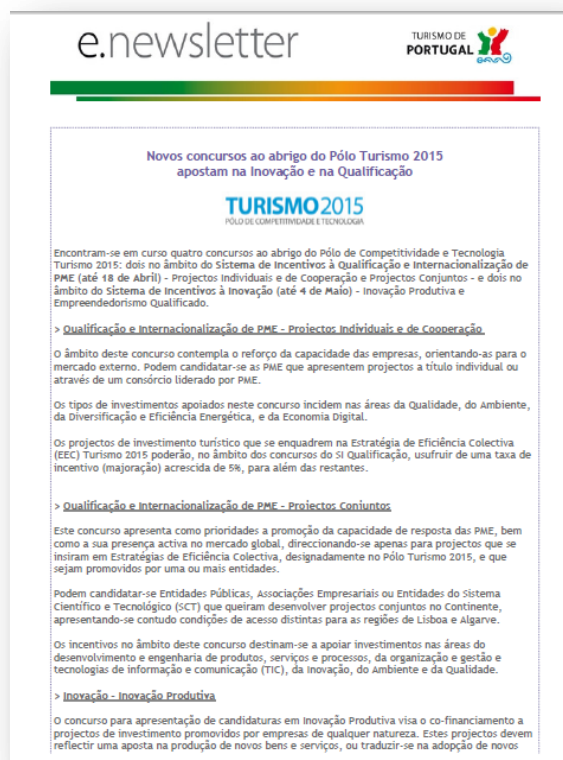 e.newsletter
TURISMO DE
PORTUGAL
Novos concursos ao abrigo do Pólo Turismo 2015
apostam na Inovação e na Qualificação
TURISMO2015
PÓLO DE COMPETITIVIDADE E TECNOLOGIA
Encontram-se em curso quatro concursos ao abrigo do Pólo de Competitividade e Tecnologia
Turismo 2015: dois no âmbito do Sistema de Incentivos à Qualificação e Internacionalização de
PME (até 18 de Abril) - Projectos Individuais e de Cooperação e Projectos Conjuntos - e dois no
âmbito do Sistema de Incentivos à Inovação (até 4 de Maio) - Inovação Produtiva e
Empreendedorismo Qualificado.
> Qualificação e Internacionalização de PME - Projectos Individuais e de Cooperação
O âmbito deste concurso contempla o reforço da capacidade das empresas, orientando-as para o
mercado externo. Podem candidatar-se as PME que apresentem projectos a título individual ou
através de um consórcio liderado por PME.
Os tipos de investimentos apoiados neste concurso incidem nas áreas da Qualidade, do Ambiente,
da Diversificação e Eficiência Energética, e da Economia Digital.
Os projectos de investimento turístico que se enquadrem na Estratégia de Eficiência Colectiva
(EEC) Turismo 2015 poderão, no âmbito dos concursos do SI Qualificação, usufruir de uma taxa de
incentivo (majoração) acrescida de 5%, para além das restantes.
> Qualificação e Internacionalização de PME - Projectos Conjuntos
Este concurso apresenta como prioridades a promoção da capacidade de resposta das PME, bem
como a sua presença activa no mercado global, direccionando-se apenas para projectos que se
insiram em Estratégias de Eficiência Colectiva, designadamente no Pólo Turismo 2015, e que
sejam promovidos por uma ou mais entidades.
Podem candidatar-se Entidades Públicas, Associações Empresariais ou Entidades do Sistema
Científico e Tecnológico (SCT) que queiram desenvolver projectos conjuntos no Continente,
apresentando-se contudo condições de acesso distintas para as regiões de Lisboa e Algarve.
Os incentivos no âmbito deste concurso destinam-se a apoiar investimentos nas áreas do
desenvolvimento e engenharia de produtos, serviços e processos, da organização e gestão e
tecnologias de informação e comunicação (TIC), da Inovação, do Ambiente e da Qualidade.
> Inovação - Inovação Produtiva
O concurso para apresentação de candidaturas em Inovação Produtiva visa o co-financiamento a
projectos de investimento promovidos por empresas de qualquer natureza. Estes projectos devem
reflectir uma aposta na produção de novos bens e serviços, ou traduzir-se na adopção de novos